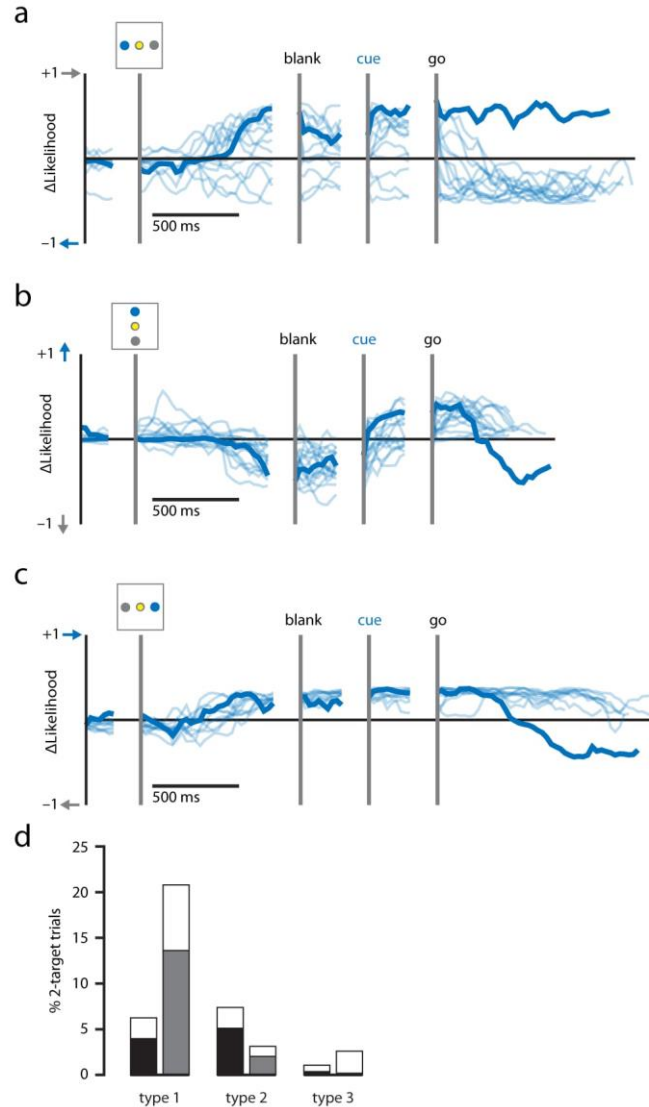 a
blank cue go
+1
ΔLikelihood
500 ms
–1
b
blank cue go
+1
ΔLikelihood
500 ms
–1
c
blank cue go
+1
ΔLikelihood
500 ms
–1
d
25
20
15
10
5
0
% 2-target trials
type 1 type 2 type 3